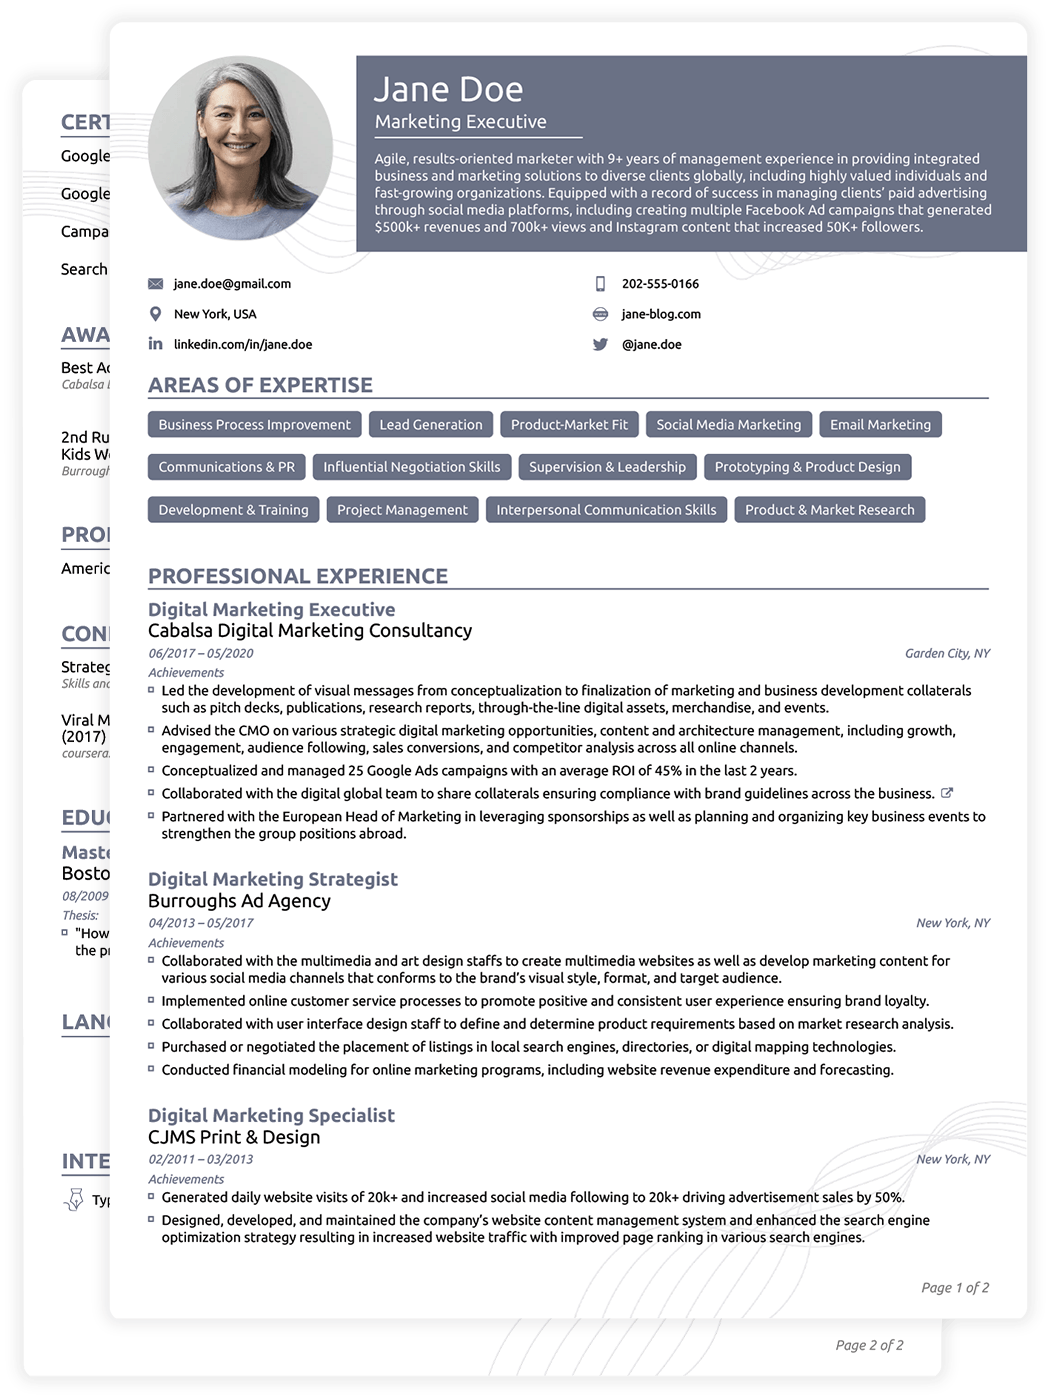 Jane Doe
Marketing Executive
Agile, results-oriented marketer with 9+ years of management experience in providing integrated
business and marketing solutions to diverse clients globally, including highly valued individuals and
fast-growing organizations. Equipped with a record of success in managing clients' paid advertising
through social media platforms, including creating multiple Facebook Ad campaigns that generated
$500k+ revenues and 700k+ views and Instagram content that increased 50K+ followers.
jane.doe@gmail.com
202-555-0166
New York, USA
jane-blog.com
linkedin.com/in/jane.doe
@jane.doe
AREAS OF EXPERTISE
Business Process Improvement Lead Generation Product-Market Fit Social Media Marketing Email Marketing
Communications & PR Influential Negotiation Skills Supervision & Leadership Prototyping & Product Design
Development & Training Project Management Interpersonal Communication Skills Product & Market Research
PROFESSIONAL EXPERIENCE
Digital Marketing Executive
Cabalsa Digital Marketing Consultancy
06/2017 – 05/2020 Garden City, NY
Achievements
Led the development of visual messages from conceptualization to finalization of marketing and business development collaterals
such as pitch decks, publications, research reports, through-the-line digital assets, merchandise, and events.
Advised the CMO on various strategic digital marketing opportunities, content and architecture management, including growth,
engagement, audience following, sales conversions, and competitor analysis across all online channels.
Conceptualized and managed 25 Google Ads campaigns with an average ROI of 45% in the last 2 years.
Collaborated with the digital global team to share collaterals ensuring compliance with brand guidelines across the business.
Partnered with the European Head of Marketing in leveraging sponsorships as well as planning and organizing key business events to
strengthen the group positions abroad.
Digital Marketing Strategist
Burroughs Ad Agency
04/2013 – 05/2017 New York, NY
Achievements
Collaborated with the multimedia and art design staffs to create multimedia websites as well as develop marketing content for
various social media channels that conforms to the brand's visual style, format, and target audience.
Implemented online customer service processes to promote positive and consistent user experience ensuring brand loyalty.
Collaborated with user interface design staff to define and determine product requirements based on market research analysis.
Purchased or negotiated the placement of listings in local search engines, directories, or digital mapping technologies.
Conducted financial modeling for online marketing programs, including website revenue expenditure and forecasting.
Digital Marketing Specialist
CJMS Print & Design
02/2011 – 03/2013 New York, NY
Achievements
Generated daily website visits of 20k+ and increased social media following to 20k+ driving advertisement sales by 50%.
Designed, developed, and maintained the company's website content management system and enhanced the search engine
optimization strategy resulting in increased website traffic with improved page ranking in various search engines.
Page 1 of 2
Google
Google
Search
Best
2nd
Kids
(2017)
08/2009
Thesis:
"How
the
Page 2 of 2